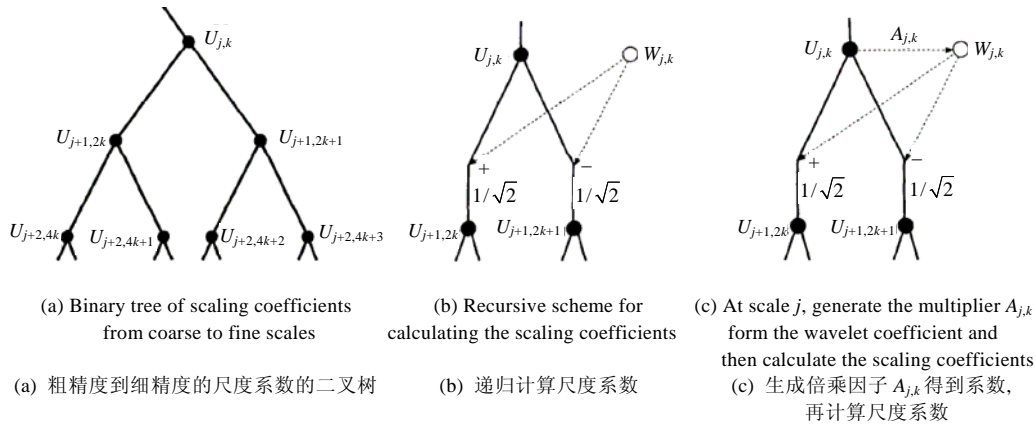 U_{j,k}
U_{j+1,2k}
U_{j+1,2k+1}
U_{j+2,4k}
U_{j+2,4k+1}
U_{j+2,4k+2}
U_{j+2,4k+3}
U_{j,k}
W_{j,k}
+
−
1/√2
1/√2
U_{j+1,2k}
U_{j+1,2k+1}
U_{j,k}
A_{j,k}
W_{j,k}
+
−
1/√2
1/√2
U_{j+1,2k}
U_{j+1,2k+1}
(a) Binary tree of scaling coefficients
from coarse to fine scales
(a) 粗精度到细精度的尺度系数的二叉树
(b) Recursive scheme for
calculating the scaling coefficients
(b) 递归计算尺度系数
(c) At scale j, generate the multiplier A_{j,k}
form the wavelet coefficient and
then calculate the scaling coefficients
(c) 生成倍乘因子 A_{j,k} 得到系数,
再计算尺度系数